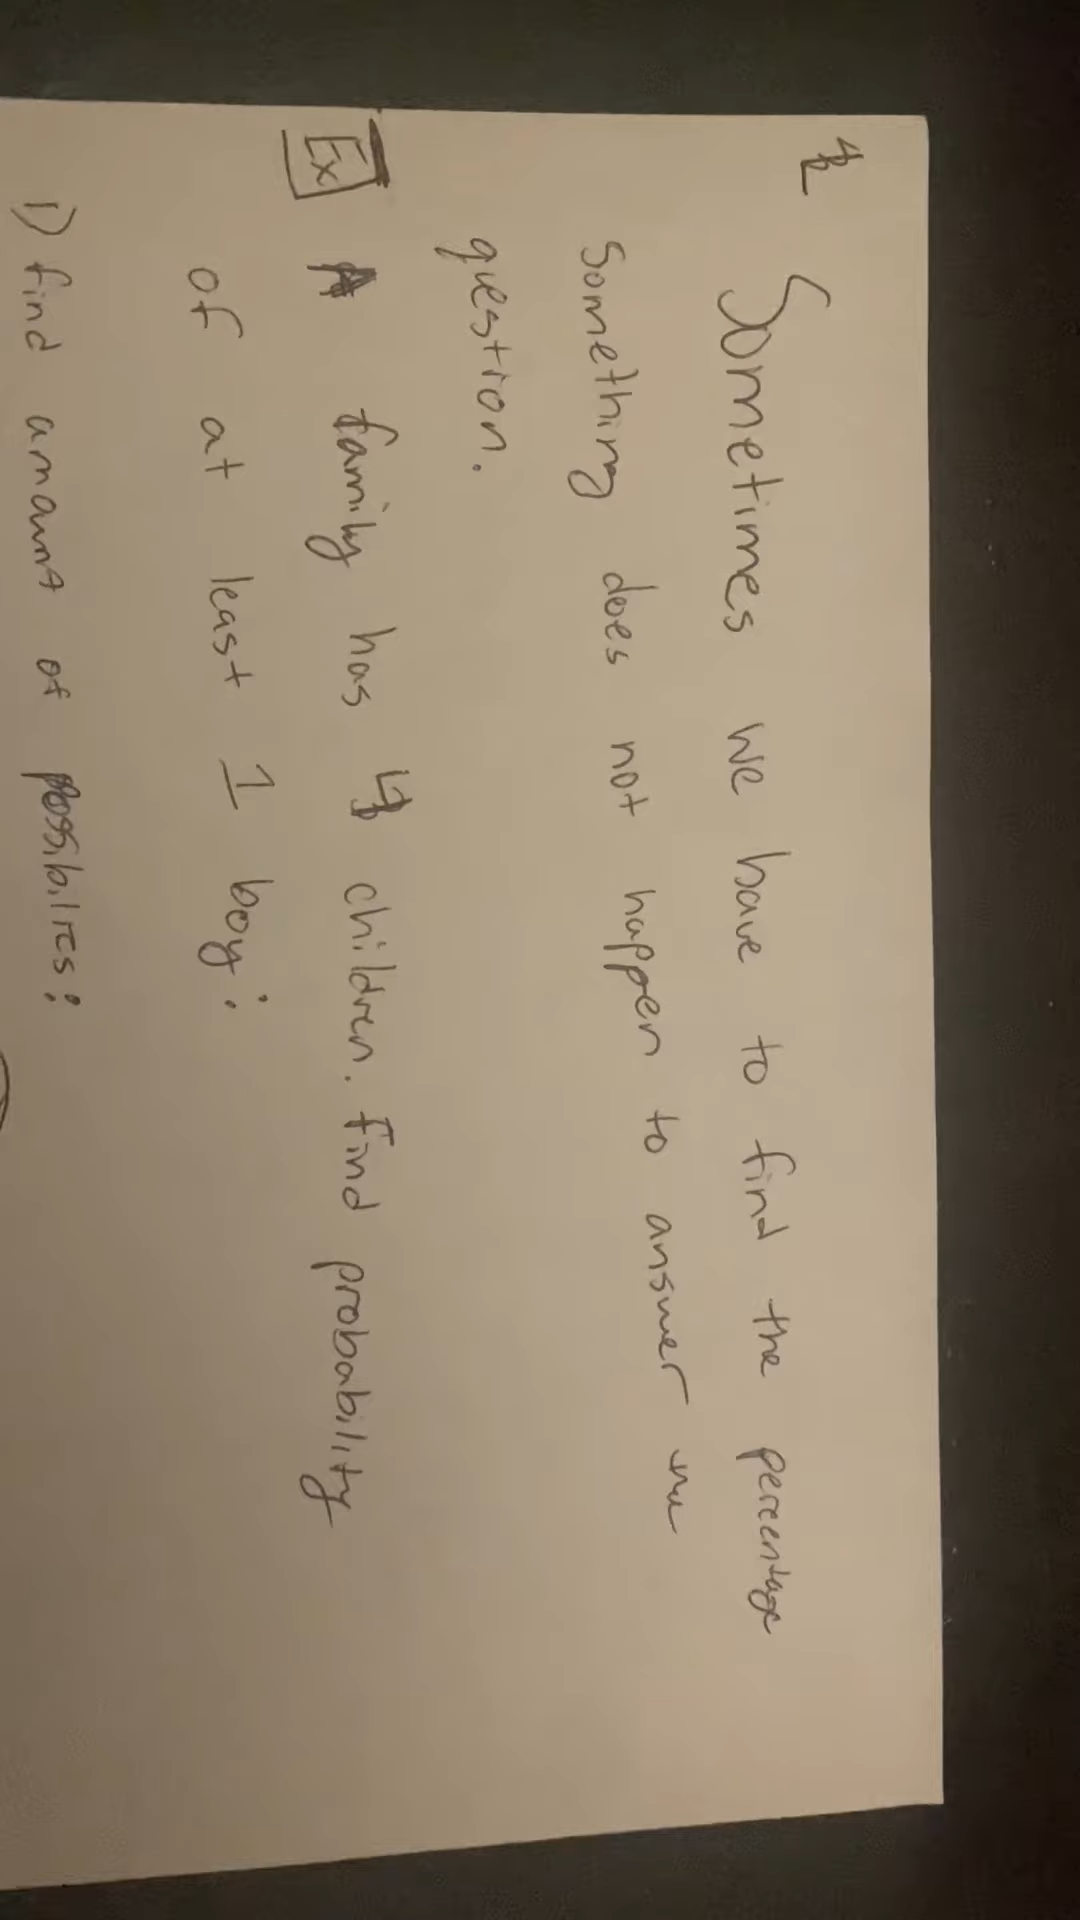 Sometimes we have to find the percentage
something does not happen to answer the
question.
Ex A family has 4 children. Find probability
of at least 1 boy:
1) find amount of possibilites: